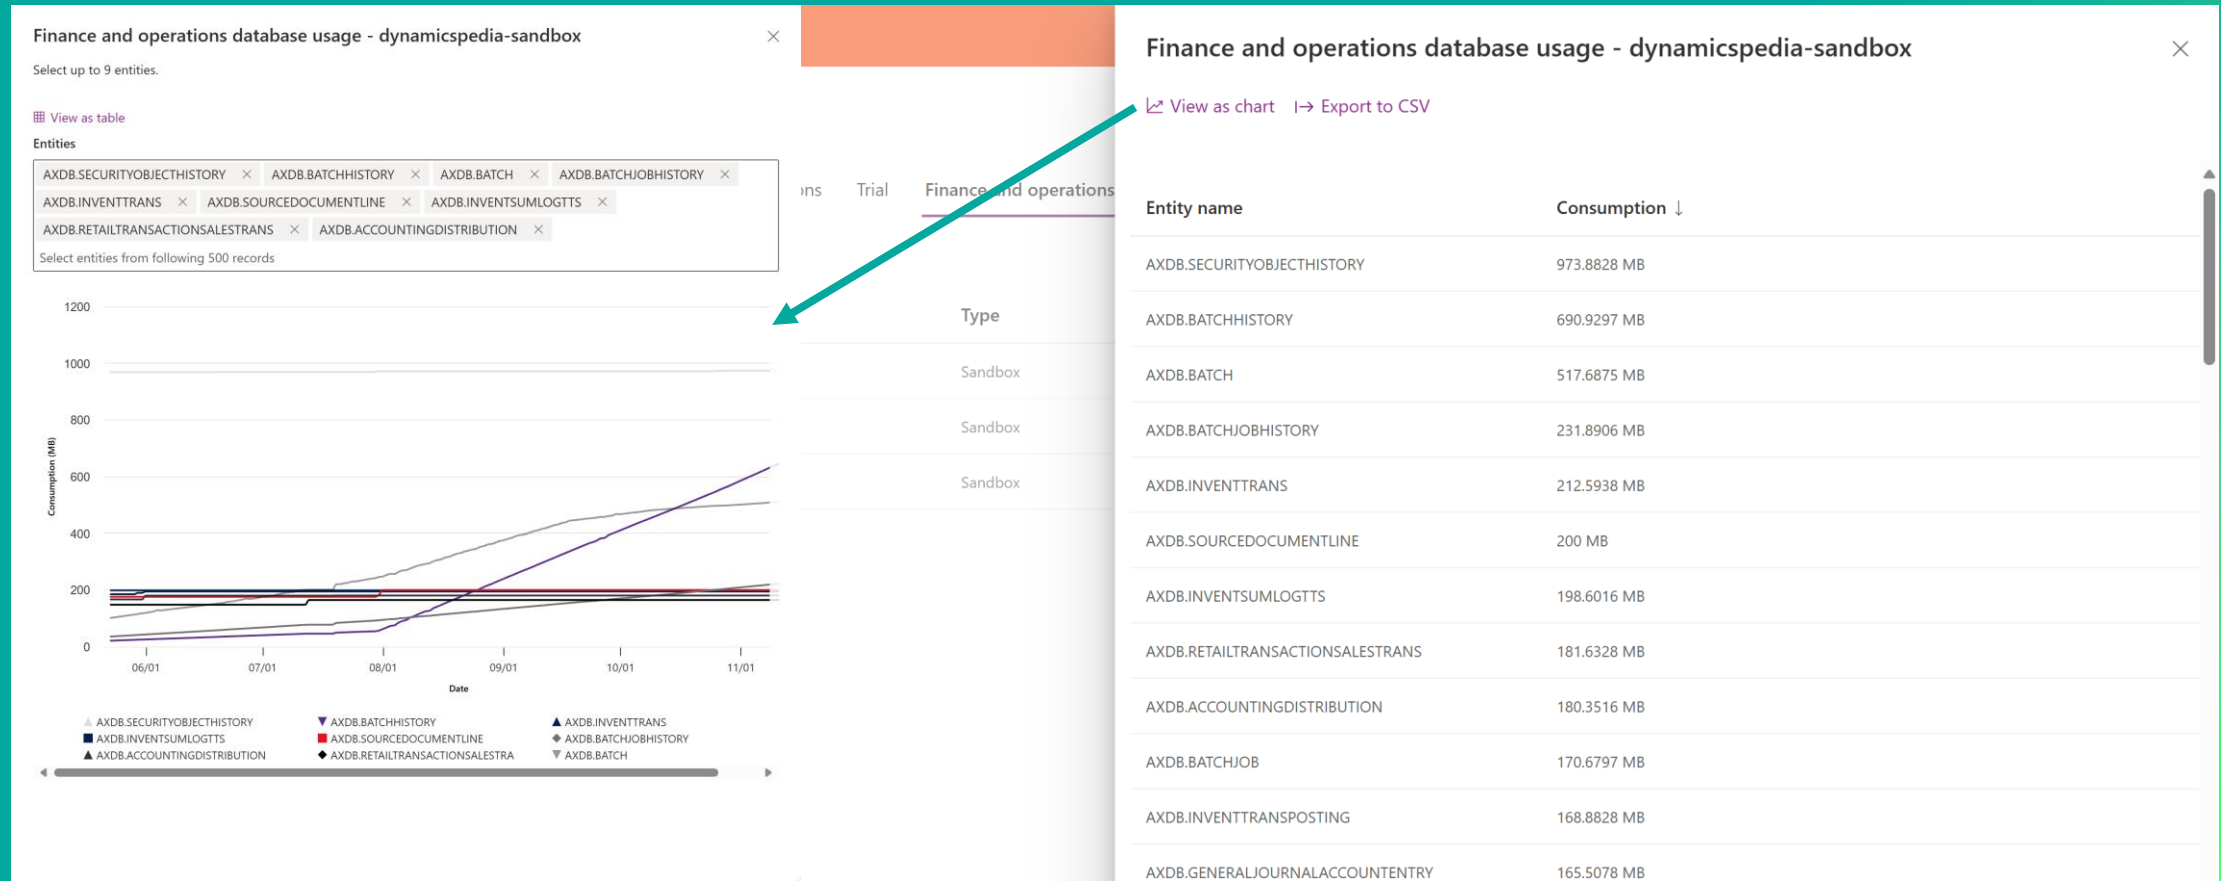 Finance and operations database usage - dynamicspedia-sandbox
Select up to 9 entities.
View as table
Entities
AXDB.SECURITYOBJECTHISTORY AXDB.BATCHHISTORY AXDB.BATCH AXDB.BATCHJOBHISTORY
AXDB.INVENTTRANS AXDB.SOURCEDOCUMENTLINE AXDB.INVENTSUMLOGTTS
AXDB.RETAILTRANSACTIONSALESTRANS AXDB.ACCOUNTINGDISTRIBUTION
Select entities from following 500 records
Consumption (MB)
1200
1000
800
600
400
200
0
06/01 07/01 08/01 09/01 10/01 11/01
Date
AXDB.SECURITYOBJECTHISTORY AXDB.BATCHHISTORY AXDB.INVENTTRANS
AXDB.INVENTSUMLOGTTS AXDB.SOURCEDOCUMENTLINE AXDB.BATCHJOBHISTORY
AXDB.ACCOUNTINGDISTRIBUTION AXDB.RETAILTRANSACTIONSALESTRA AXDB.BATCH
ons Trial Finance and operations
Type
Sandbox
Sandbox
Sandbox
Finance and operations database usage - dynamicspedia-sandbox
View as chart Export to CSV
Entity name Consumption ↓
AXDB.SECURITYOBJECTHISTORY 973.8828 MB
AXDB.BATCHHISTORY 690.9297 MB
AXDB.BATCH 517.6875 MB
AXDB.BATCHJOBHISTORY 231.8906 MB
AXDB.INVENTTRANS 212.5938 MB
AXDB.SOURCEDOCUMENTLINE 200 MB
AXDB.INVENTSUMLOGTTS 198.6016 MB
AXDB.RETAILTRANSACTIONSALESTRANS 181.6328 MB
AXDB.ACCOUNTINGDISTRIBUTION 180.3516 MB
AXDB.BATCHJOB 170.6797 MB
AXDB.INVENTTRANSPOSTING 168.8828 MB
AXDB.GENERALJOURNALACCOUNTENTRY 165.5078 MB